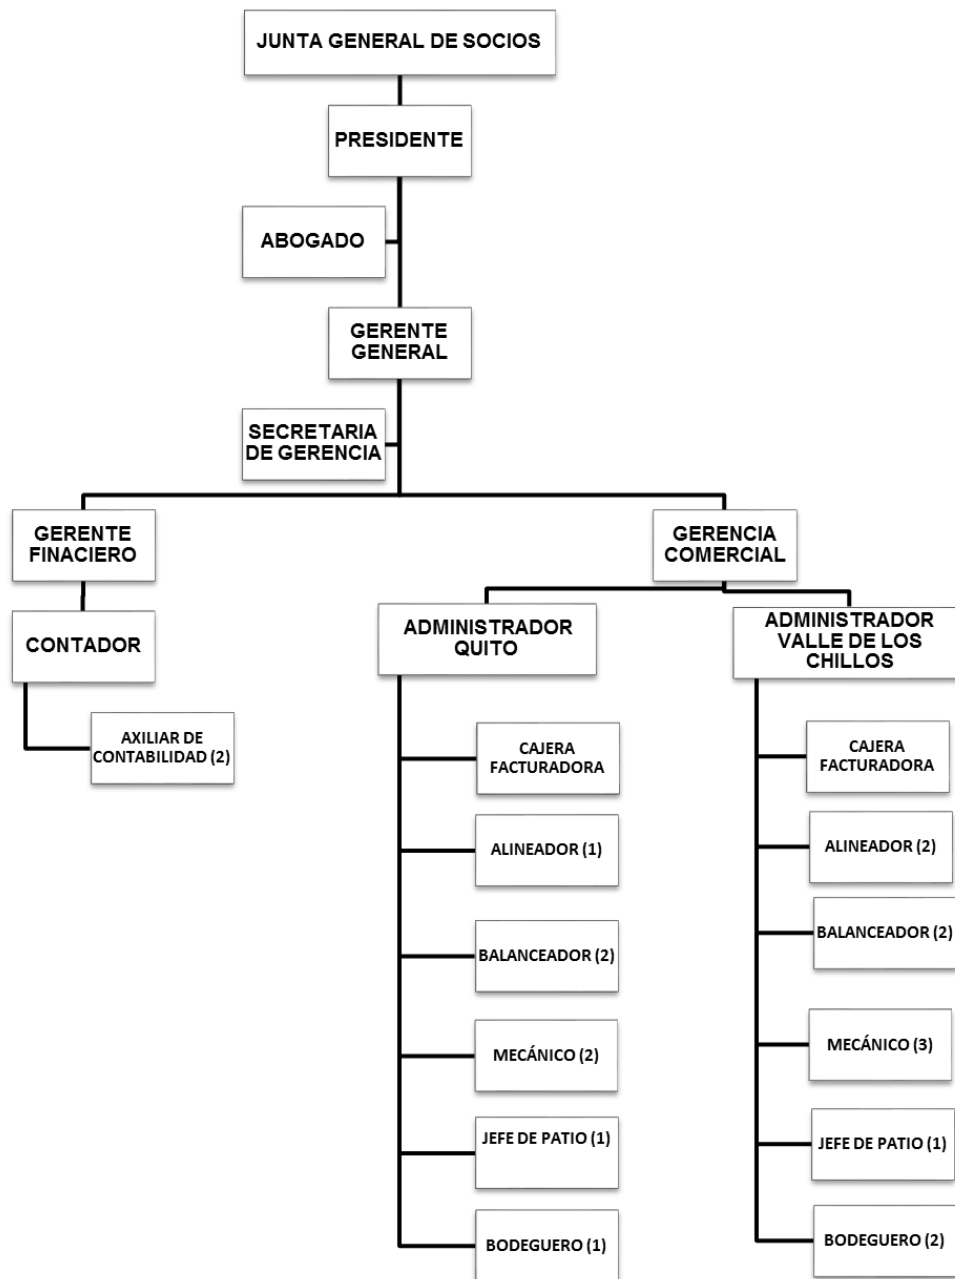 JUNTA GENERAL DE SOCIOS
PRESIDENTE
ABOGADO
GERENTE
GENERAL
SECRETARIA
DE GERENCIA
GERENTE
FINACIERO
GERENCIA
COMERCIAL
CONTADOR
ADMINISTRADOR
QUITO
ADMINISTRADOR
VALLE DE LOS
CHILLOS
AXILIAR DE
CONTABILIDAD (2)
CAJERA
FACTURADORA
ALINEADOR (1)
BALANCEADOR (2)
MECÁNICO (2)
JEFE DE PATIO (1)
BODEGUERO (1)
CAJERA
FACTURADORA
ALINEADOR (2)
BALANCEADOR (2)
MECÁNICO (3)
JEFE DE PATIO (1)
BODEGUERO (2)